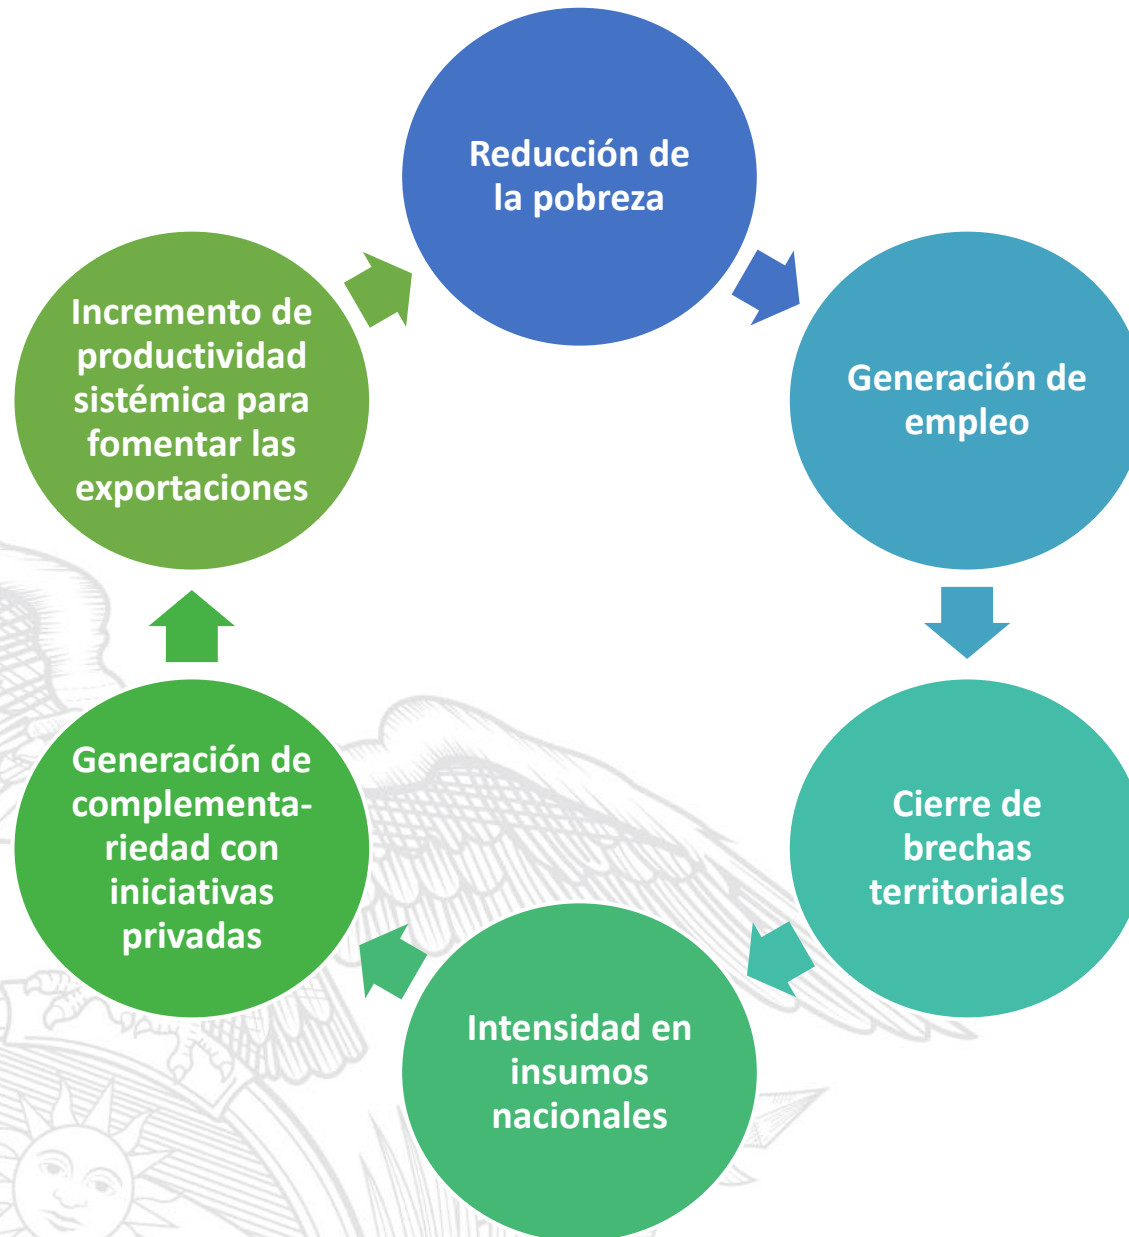 Reducción de
la pobreza
Generación de
empleo
Cierre de
brechas
territoriales
Intensidad en
insumos
nacionales
Generación de
complementa-
riedad con
iniciativas
privadas
Incremento de
productividad
sistémica para
fomentar las
exportaciones